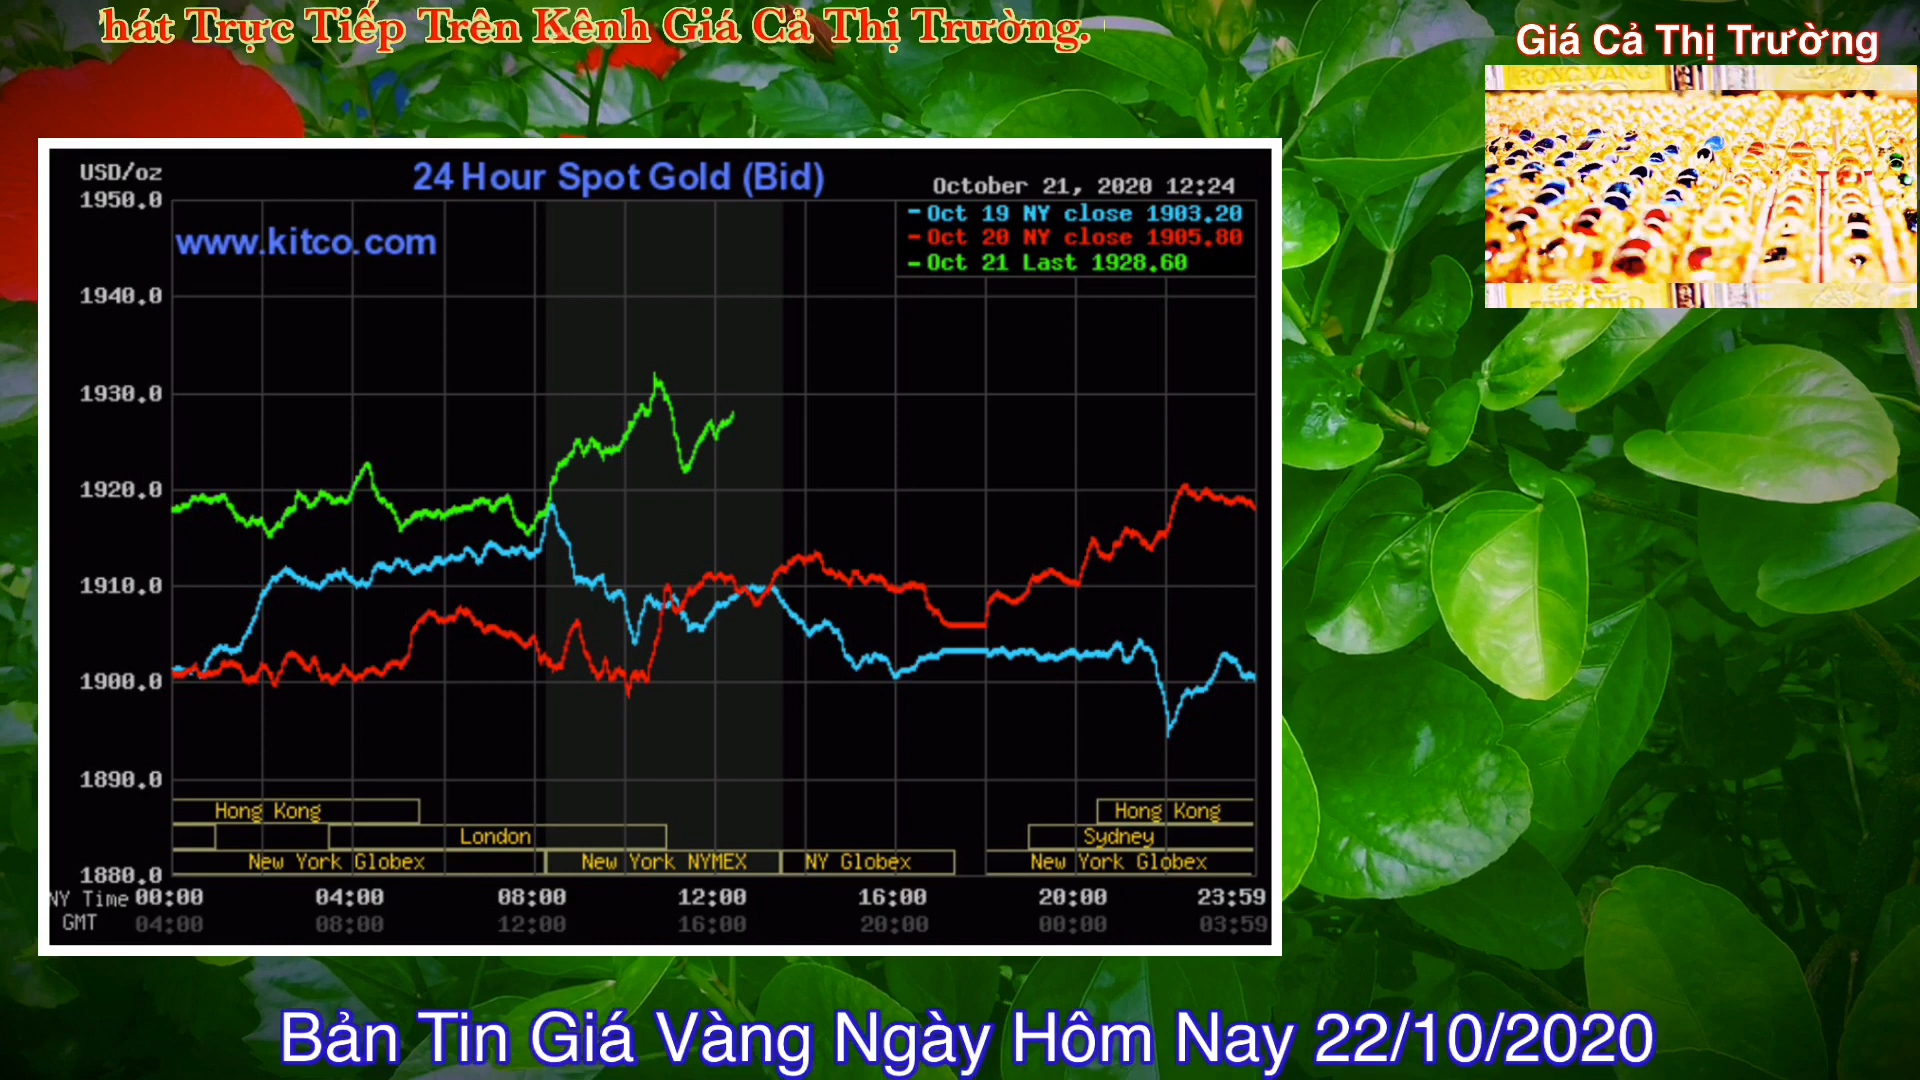 hát Trực Tiếp Trên Kênh Giá Cả Thị Trường.
Giá Cả Thị Trường
RONG VANG
USD/oz
24 Hour Spot Gold (Bid)
October 21, 2020 12:24
1950.0
Oct 19 NY close 1903.20
www.kitco.com
Oct 20 NY close 1905.80
Oct 21 Last 1928.60
1940.0
1930.0
1920.0
1910.0
1900.0
1890.0
Hong Kong
Hong Kong
London
Sydney
New York Globex
New York NYMEX
NY Globex
New York Globex
1880.0
NY Time 00:00 04:00 08:00 12:00 16:00 20:00 23:59
GMT 04:00 08:00 12:00 16:00 20:00 00:00 03:59
Bản Tin Giá Vàng Ngày Hôm Nay 22/10/2020